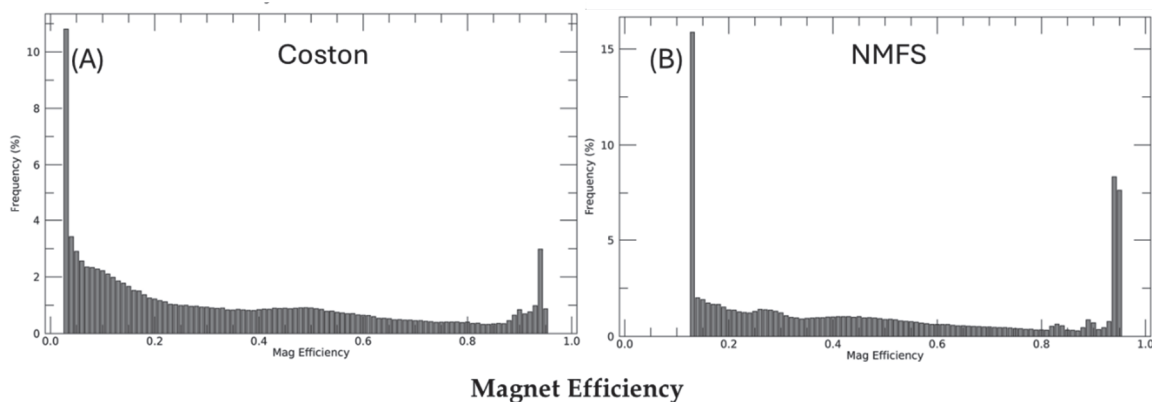 (A) Coston
10
8
6
4
2
0
Frequency (%)
0.0 0.2 0.4 0.6 0.8 1.0
Mag Efficiency
(B) NMFS
15
10
5
0
Frequency (%)
0.0 0.2 0.4 0.6 0.8 1.0
Mag Efficiency
Magnet Efficiency